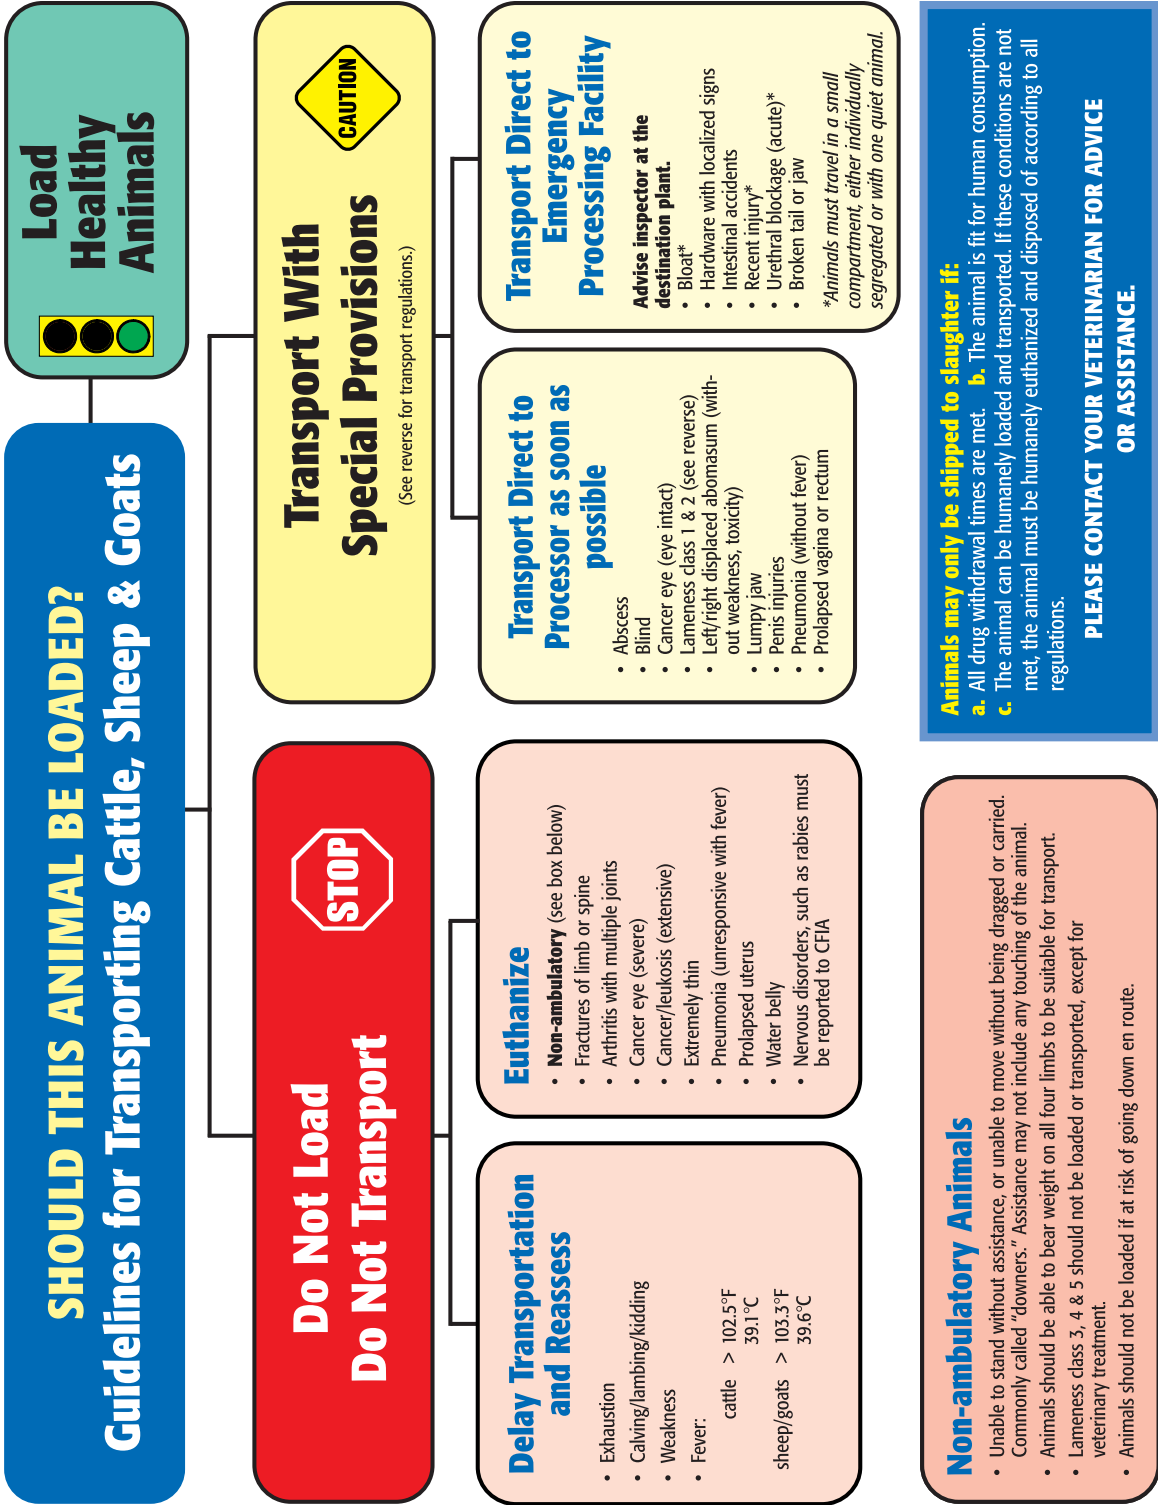 SHOULD THIS ANIMAL BE LOADED?
Guidelines for Transporting Cattle, Sheep & Goats
Load
Healthy
Animals
Do Not Load
Do Not Transport
STOP
Transport With
Special Provisions
(See reverse for transport regulations.)
CAUTION
Delay Transportation
and Reassess
• Exhaustion
• Calving/lambing/kidding
• Weakness
• Fever:
cattle > 102.5°F
39.1°C
sheep/goats > 103.3°F
39.6°C
Euthanize
• Non-ambulatory (see box below)
• Fractures of limb or spine
• Arthritis with multiple joints
• Cancer eye (severe)
• Cancer/leukosis (extensive)
• Extremely thin
• Pneumonia (unresponsive with fever)
• Prolapsed uterus
• Water belly
• Nervous disorders, such as rabies must
be reported to CFIA
Transport Direct to
Processor as soon as
possible
• Abscess
• Blind
• Cancer eye (eye intact)
• Lameness class 1 & 2 (see reverse)
• Left/right displaced abomasum (with-
out weakness, toxicity)
• Lumpy jaw
• Penis injuries
• Pneumonia (without fever)
• Prolapsed vagina or rectum
Transport Direct to
Emergency
Processing Facility
Advise inspector at the
destination plant.
• Bloat*
• Hardware with localized signs
• Intestinal accidents
• Recent injury*
• Urethral blockage (acute)*
• Broken tail or jaw
*Animals must travel in a small
compartment, either individually
segregated or with one quiet animal.
Non-ambulatory Animals
• Unable to stand without assistance, or unable to move without being dragged or carried.
Commonly called “downers.” Assistance may not include any touching of the animal.
• Animals should be able to bear weight on all four limbs to be suitable for transport.
• Lameness class 3, 4 & 5 should not be loaded or transported, except for
veterinary treatment.
• Animals should not be loaded if at risk of going down en route.
Animals may only be shipped to slaughter if:
a. All drug withdrawal times are met. b. The animal is fit for human consumption.
c. The animal can be humanely loaded and transported. If these conditions are not
met, the animal must be humanely euthanized and disposed of according to all
regulations.
PLEASE CONTACT YOUR VETERINARIAN FOR ADVICE
OR ASSISTANCE.